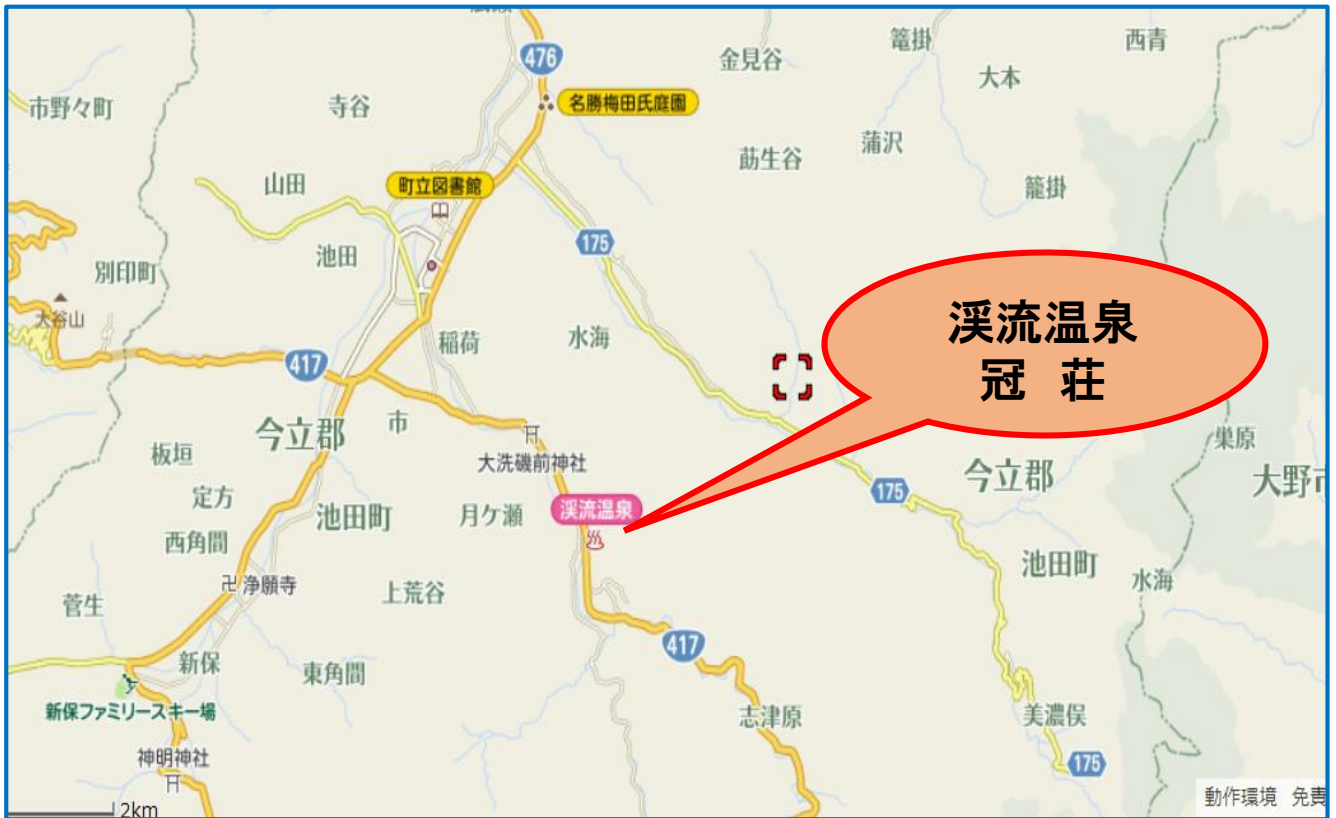 476
籠掛
西青
金見谷
大本
市野々町
寺谷
名勝梅田氏庭園
蒲沢
莇生谷
山田
町立図書館
籠掛
175
池田
別印町
大谷山
渓流温泉
冠 荘
稲荷
水海
417
今立郡
市
巣原
板垣
大洗磯前神社
今立郡
大野市
175
定方
池田町
月ケ瀬
渓流温泉
西角間
池田町
水海
浄願寺
上荒谷
菅生
417
新保
東角間
新保ファミリースキー場
志津原
美濃俣
神明神社
175
2km
動作環境 免責